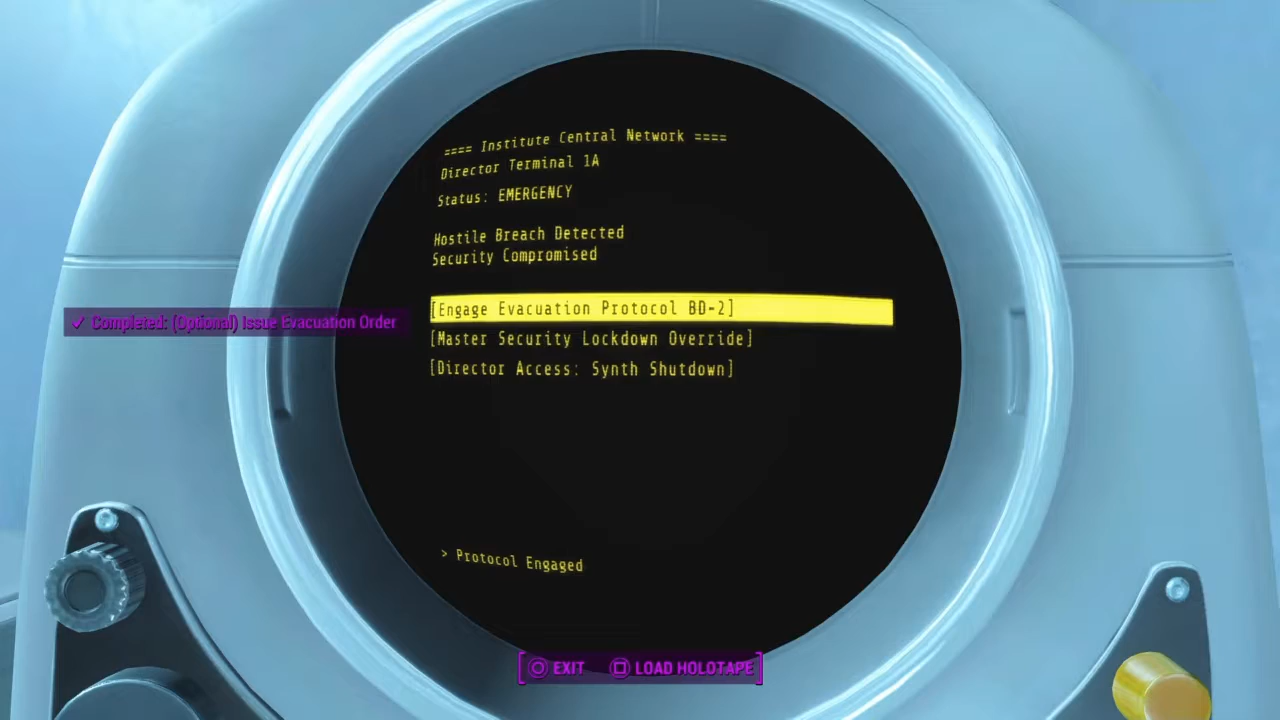 ==== Institute Central Network ====
Director Terminal 1A
Status: EMERGENCY
Hostile Breach Detected
Security Compromised
[Engage Evacuation Protocol BD-2]
✓ Completed: (Optional) Issue Evacuation Order
[Master Security Lockdown Override]
[Director Access: Synth Shutdown]
> Protocol Engaged
EXIT LOAD HOLOTAPE